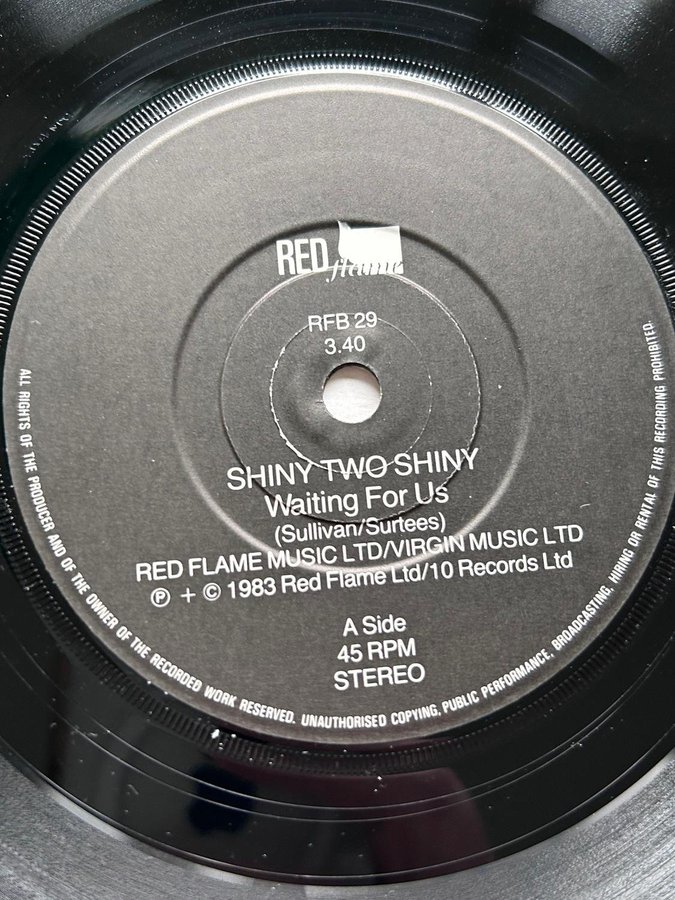 RED flame
RFB 29
3.40
SHINY TWO SHINY
Waiting For Us
(Sullivan/Surtees)
RED FLAME MUSIC LTD/VIRGIN MUSIC LTD
℗ + © 1983 Red Flame Ltd/10 Records Ltd
A Side
45 RPM
STEREO
ALL RIGHTS OF THE PRODUCER AND OF THE OWNER OF THE RECORDED WORK RESERVED. UNAUTHORISED COPYING, PUBLIC PERFORMANCE, BROADCASTING, HIRING OR RENTAL OF THIS RECORDING PROHIBITED.